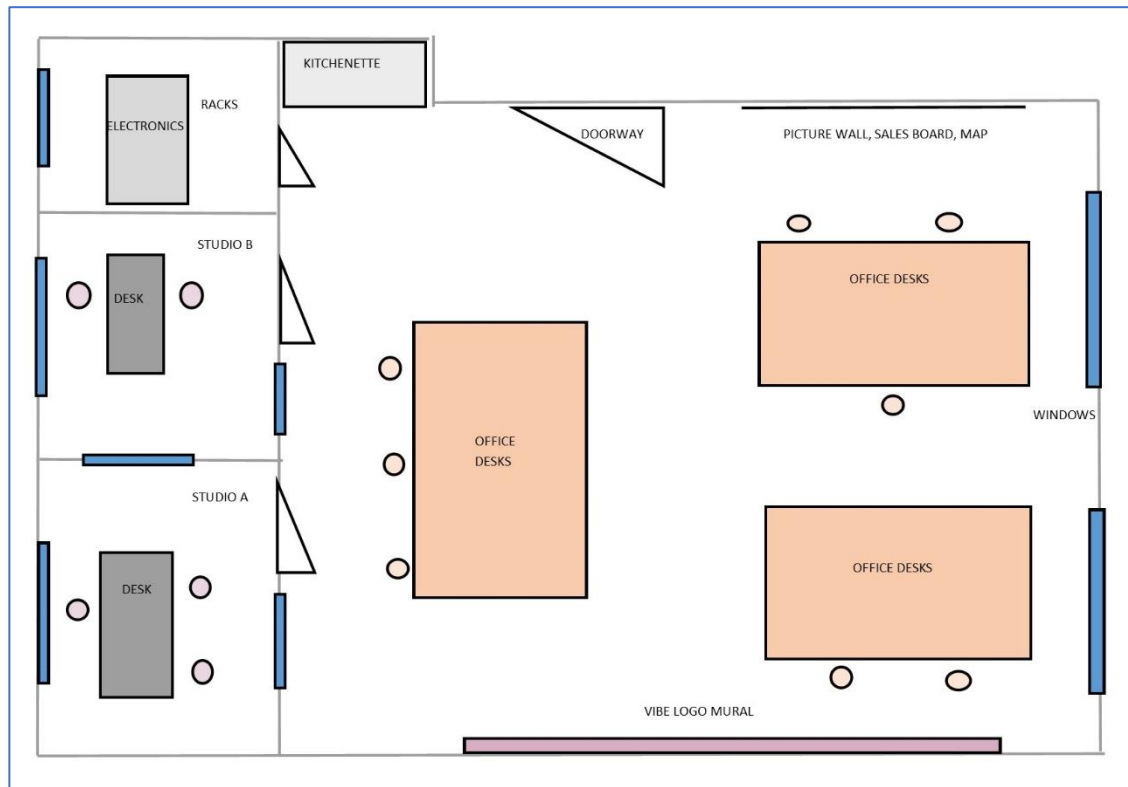 KITCHENETTE
RACKS
ELECTRONICS
DOORWAY
PICTURE WALL, SALES BOARD, MAP
STUDIO B
DESK
OFFICE DESKS
WINDOWS
OFFICE
DESKS
STUDIO A
DESK
OFFICE DESKS
VIBE LOGO MURAL